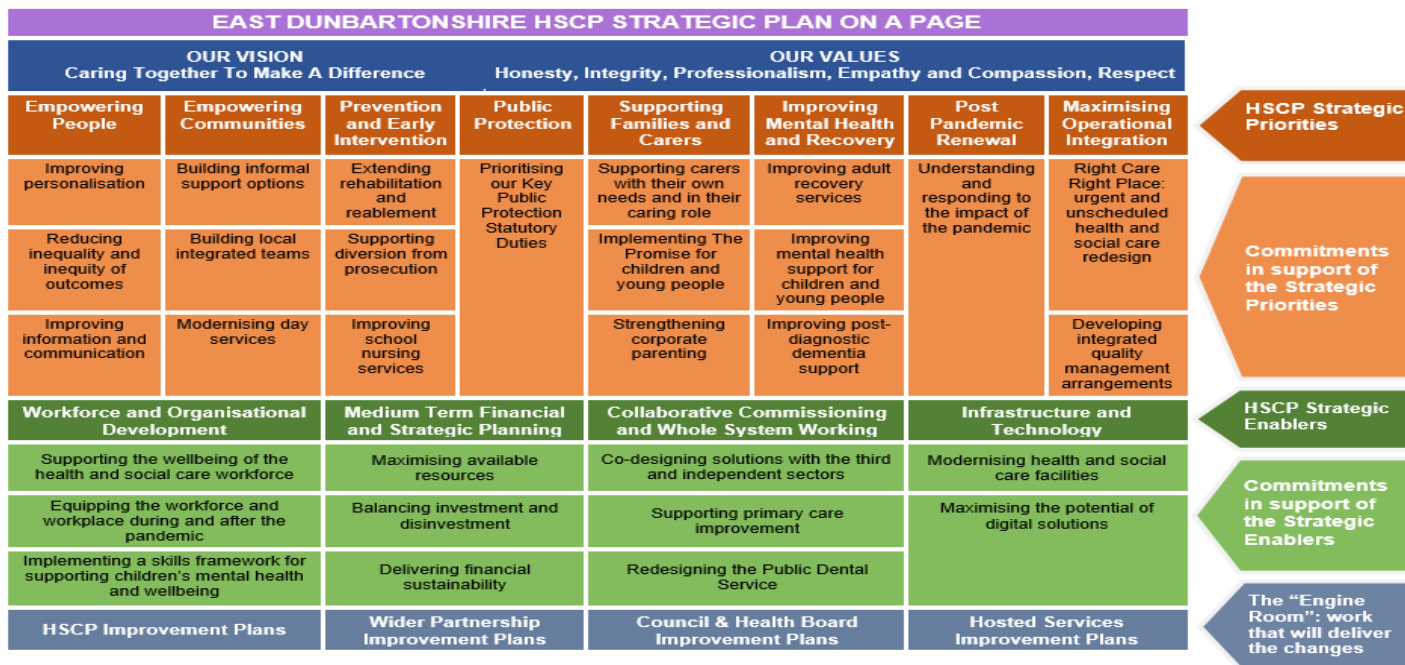 EAST DUNBARTONSHIRE HSCP STRATEGIC PLAN ON A PAGE
OUR VISION
Caring Together To Make A Difference
OUR VALUES
Honesty, Integrity, Professionalism, Empathy and Compassion, Respect
Empowering
People
Empowering
Communities
Prevention
and Early
Intervention
Public
Protection
Supporting
Families and
Carers
Improving
Mental Health
and Recovery
Post
Pandemic
Renewal
Maximising
Operational
Integration
HSCP Strategic
Priorities
Improving
personalisation
Building informal
support options
Extending
rehabilitation
and
reablement
Prioritising
our Key
Public
Protection
Statutory
Duties
Supporting carers
with their own
needs and in their
caring role
Improving adult
recovery
services
Understanding
and
responding to
the impact of
the pandemic
Right Care
Right Place:
urgent and
unscheduled
health and
social care
redesign
Reducing
inequality and
inequity of
outcomes
Building local
integrated teams
Supporting
diversion from
prosecution
Implementing The
Promise for
children and
young people
Improving
mental health
support for
children and
young people
Commitments
in support of
the Strategic
Priorities
Improving
information and
communication
Modernising day
services
Improving
school
nursing
services
Strengthening
corporate
parenting
Improving post-
diagnostic
dementia
support
Developing
integrated
quality
management
arrangements
Workforce and Organisational
Development
Medium Term Financial
and Strategic Planning
Collaborative Commissioning
and Whole System Working
Infrastructure and
Technology
HSCP Strategic
Enablers
Supporting the wellbeing of the
health and social care workforce
Maximising available
resources
Co-designing solutions with the third
and independent sectors
Modernising health and social
care facilities
Equipping the workforce and
workplace during and after the
pandemic
Balancing investment and
disinvestment
Supporting primary care
improvement
Maximising the potential of
digital solutions
Commitments
in support of
the Strategic
Enablers
Implementing a skills framework for
supporting children's mental health
and wellbeing
Delivering financial
sustainability
Redesigning the Public Dental
Service
HSCP Improvement Plans
Wider Partnership
Improvement Plans
Council & Health Board
Improvement Plans
Hosted Services
Improvement Plans
The “Engine
Room”: work
that will deliver
the changes